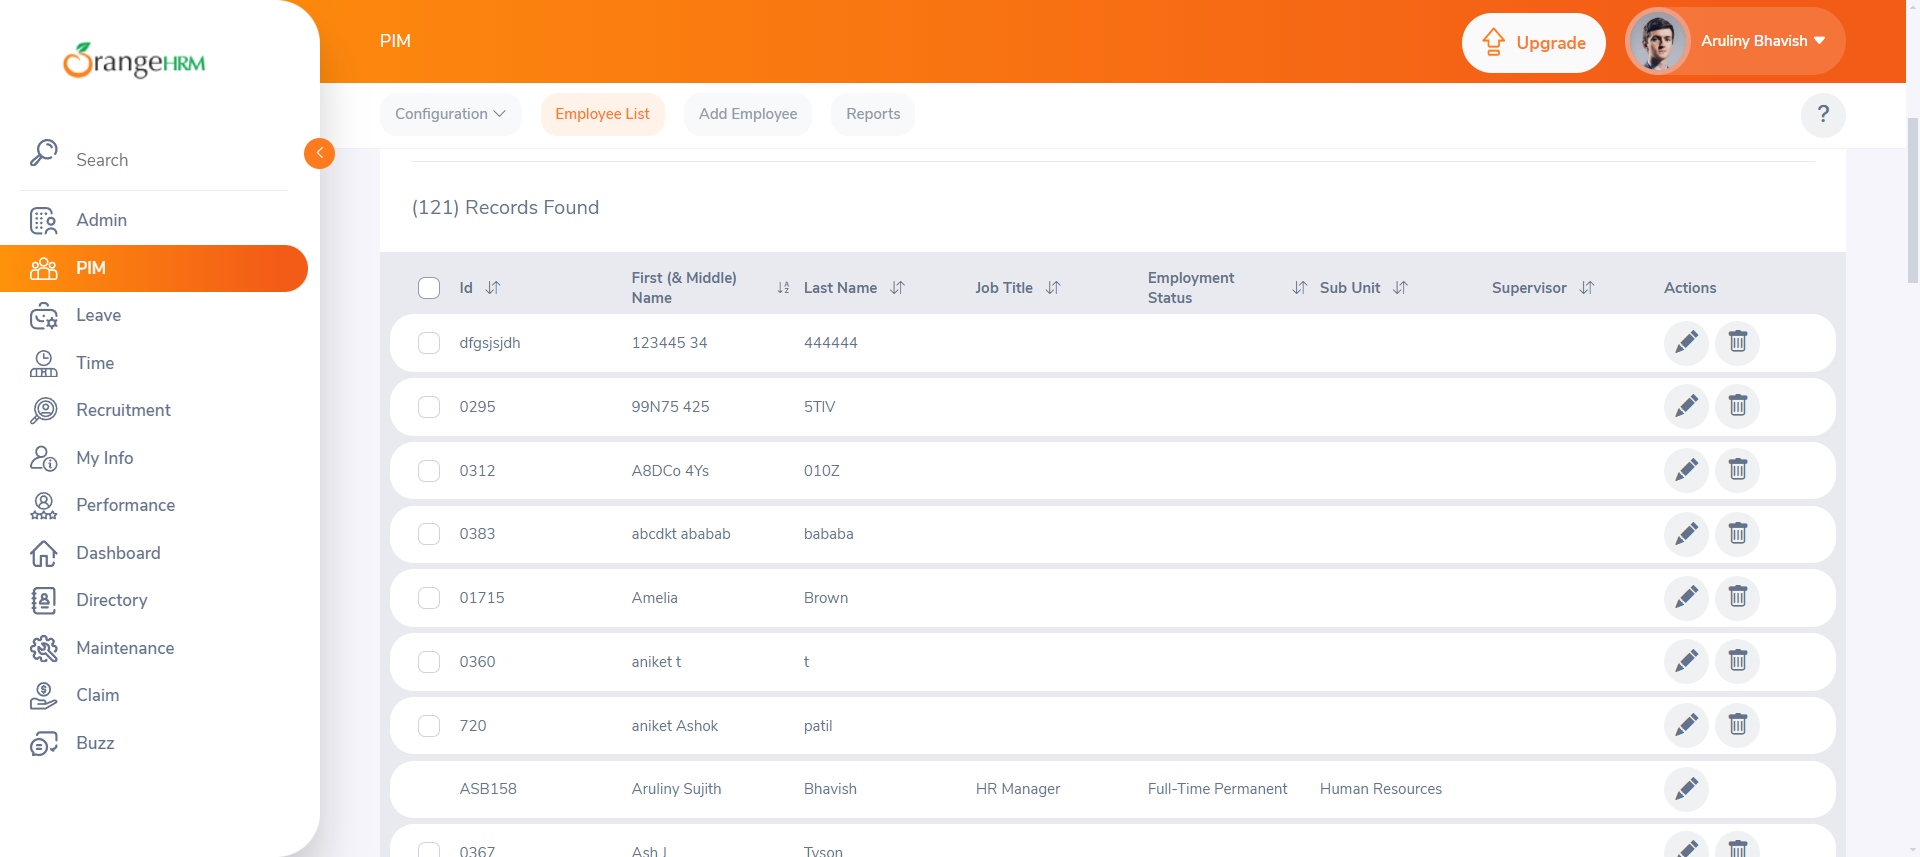 OrangeHRM
PIM
Upgrade
Aruliny Bhavish
Configuration
Employee List
Add Employee
Reports
?
Search
Admin
PIM
Leave
Time
Recruitment
My Info
Performance
Dashboard
Directory
Maintenance
Claim
Buzz
(121) Records Found
Id First (& Middle) Name Last Name Job Title Employment Status Sub Unit Supervisor Actions
dfgsjsjdh 123445 34 444444
0295 99N75 425 5TIV
0312 A8DCo 4Ys 010Z
0383 abcdkt ababab bababa
01715 Amelia Brown
0360 aniket t t
720 aniket Ashok patil
ASB158 Aruliny Sujith Bhavish HR Manager Full-Time Permanent Human Resources
0367 Ash J Tyson